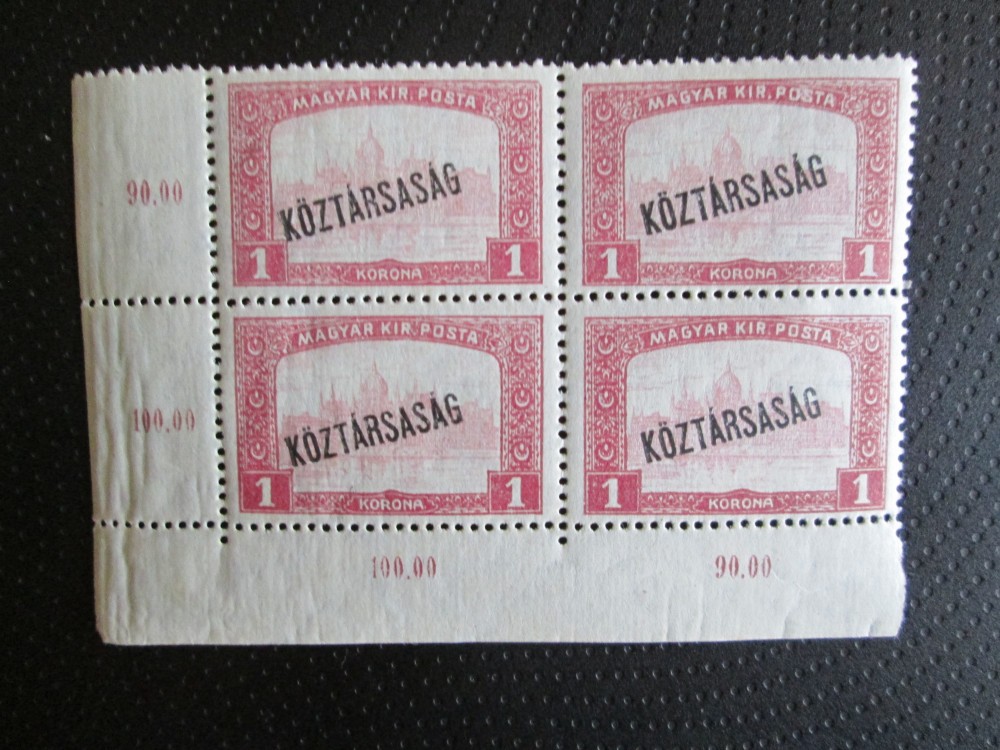 MAGYAR KIR. POSTA
KÖZTÁRSASÁG
1 KORONA 1
MAGYAR KIR. POSTA
KÖZTÁRSASÁG
1 KORONA 1
90.00
MAGYAR KIR. POSTA
KÖZTÁRSASÁG
1 KORONA 1
MAGYAR KIR. POSTA
KÖZTÁRSASÁG
1 KORONA 1
100.00
100.00
90.00